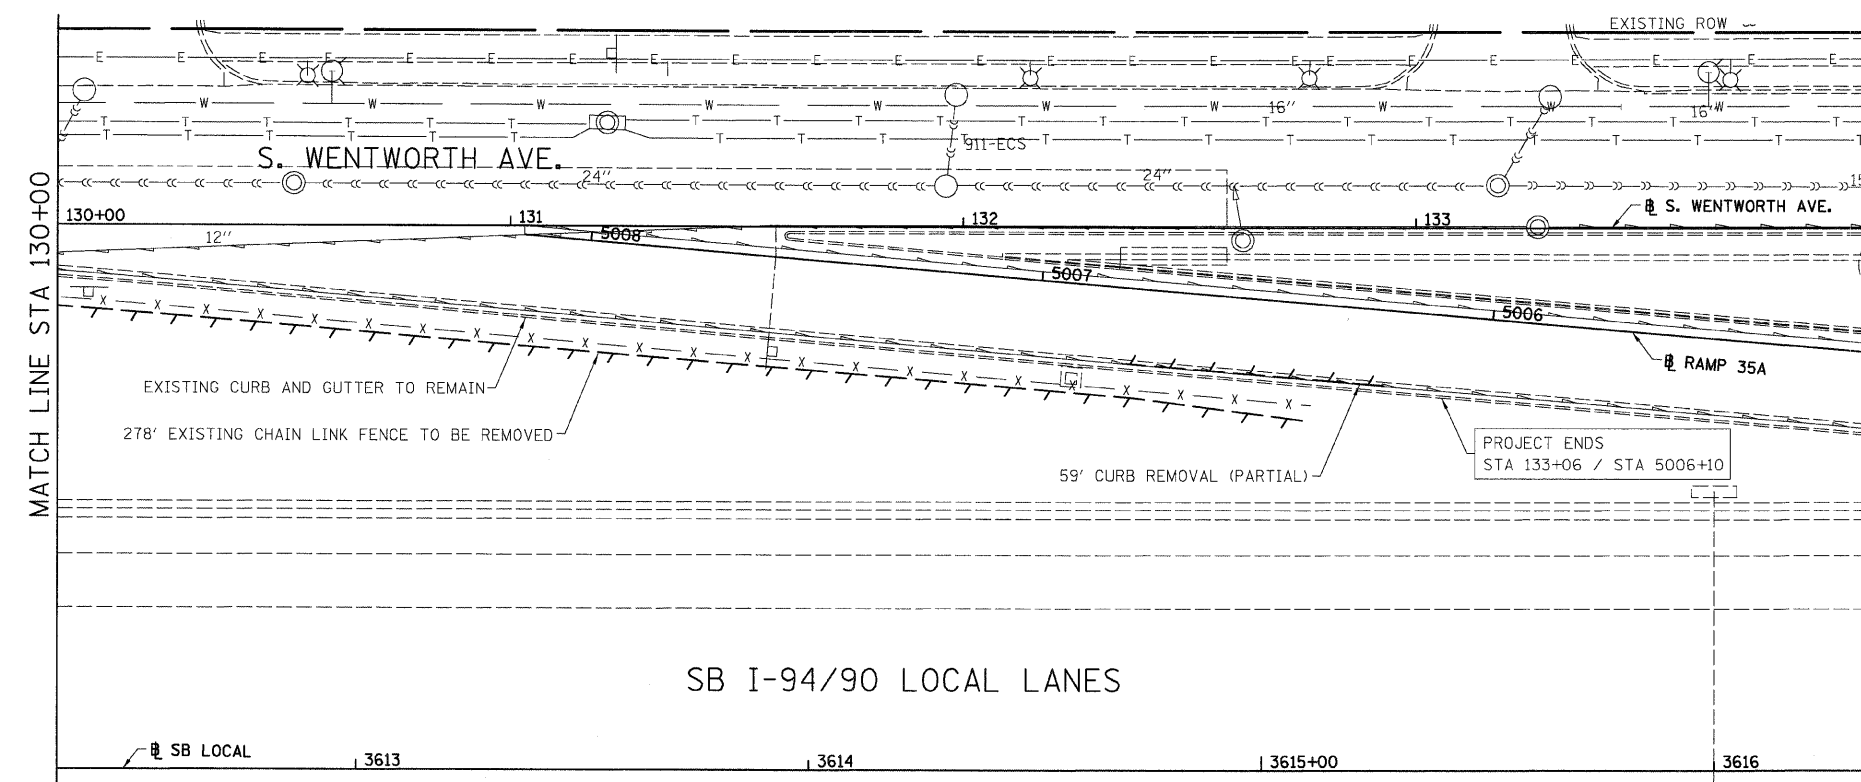 EXISTING ROW
E E E E E E E E E E E E E E E E E E E E E E
W W W W W W W 16'' W W 16'' W
T T T T T T T T T T T T T T T T T T T T
T T T T T T T T T T T T T T T T T T T T
911-ECS
S. WENTWORTH AVE.
24'' 24'' 15
MATCH LINE STA 130+00
130+00 131 132 133
℄ S. WENTWORTH AVE.
12''
5008
5007
5006
X X X X X X X X X X X X X X X X X X X X X X X
℄ RAMP 35A
EXISTING CURB AND GUTTER TO REMAIN
278' EXISTING CHAIN LINK FENCE TO BE REMOVED
59' CURB REMOVAL (PARTIAL)
PROJECT ENDS
STA 133+06 / STA 5006+10
SB I-94/90 LOCAL LANES
℄ SB LOCAL
3613 3614 3615+00 3616